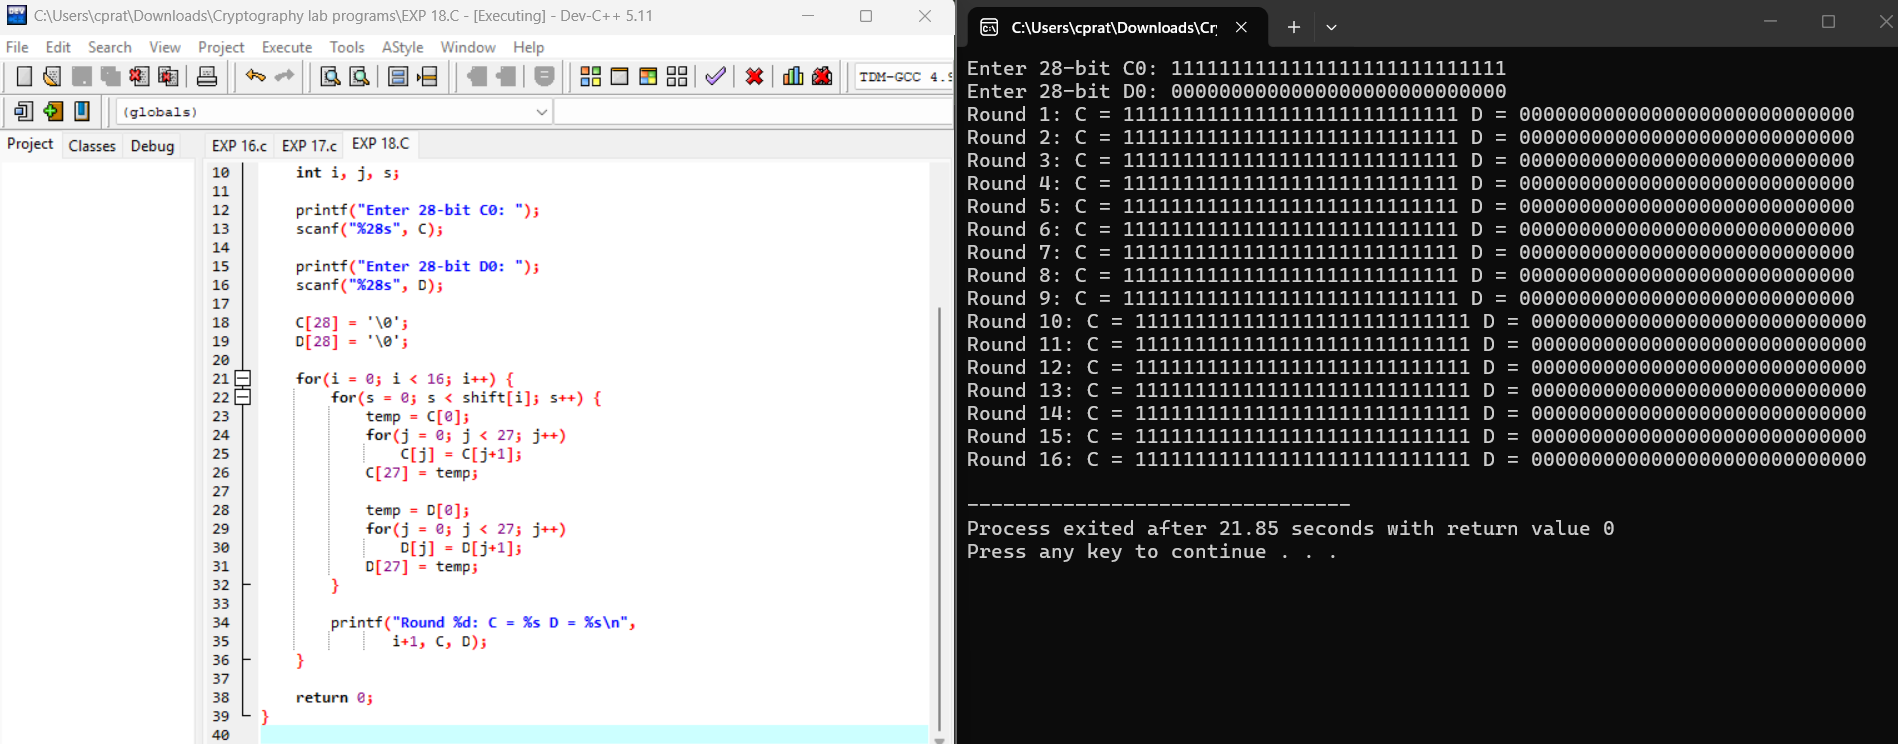 C:\Users\cprat\Downloads\Cryptography lab programs\EXP 18.C - [Executing] - Dev-C++ 5.11
File Edit Search View Project Execute Tools AStyle Window Help
TDM-GCC 4.9
(globals)
Project Classes Debug
EXP 16.c EXP 17.c EXP 18.C
10 int i, j, s;
11
12 printf("Enter 28-bit C0: ");
13 scanf("%28s", C);
14
15 printf("Enter 28-bit D0: ");
16 scanf("%28s", D);
17
18 C[28] = '\0';
19 D[28] = '\0';
20
21 for(i = 0; i < 16; i++) {
22 for(s = 0; s < shift[i]; s++) {
23 temp = C[0];
24 for(j = 0; j < 27; j++)
25 C[j] = C[j+1];
26 C[27] = temp;
27
28 temp = D[0];
29 for(j = 0; j < 27; j++)
30 D[j] = D[j+1];
31 D[27] = temp;
32 }
33
34 printf("Round %d: C = %s D = %s\n",
35 i+1, C, D);
36 }
37
38 return 0;
39 }
40
C:\Users\cprat\Downloads\Cry
Enter 28-bit C0: 1111111111111111111111111111
Enter 28-bit D0: 0000000000000000000000000000
Round 1: C = 1111111111111111111111111111 D = 0000000000000000000000000000
Round 2: C = 1111111111111111111111111111 D = 0000000000000000000000000000
Round 3: C = 1111111111111111111111111111 D = 0000000000000000000000000000
Round 4: C = 1111111111111111111111111111 D = 0000000000000000000000000000
Round 5: C = 1111111111111111111111111111 D = 0000000000000000000000000000
Round 6: C = 1111111111111111111111111111 D = 0000000000000000000000000000
Round 7: C = 1111111111111111111111111111 D = 0000000000000000000000000000
Round 8: C = 1111111111111111111111111111 D = 0000000000000000000000000000
Round 9: C = 1111111111111111111111111111 D = 0000000000000000000000000000
Round 10: C = 1111111111111111111111111111 D = 0000000000000000000000000000
Round 11: C = 1111111111111111111111111111 D = 0000000000000000000000000000
Round 12: C = 1111111111111111111111111111 D = 0000000000000000000000000000
Round 13: C = 1111111111111111111111111111 D = 0000000000000000000000000000
Round 14: C = 1111111111111111111111111111 D = 0000000000000000000000000000
Round 15: C = 1111111111111111111111111111 D = 0000000000000000000000000000
Round 16: C = 1111111111111111111111111111 D = 0000000000000000000000000000
--------------------------------
Process exited after 21.85 seconds with return value 0
Press any key to continue . . .